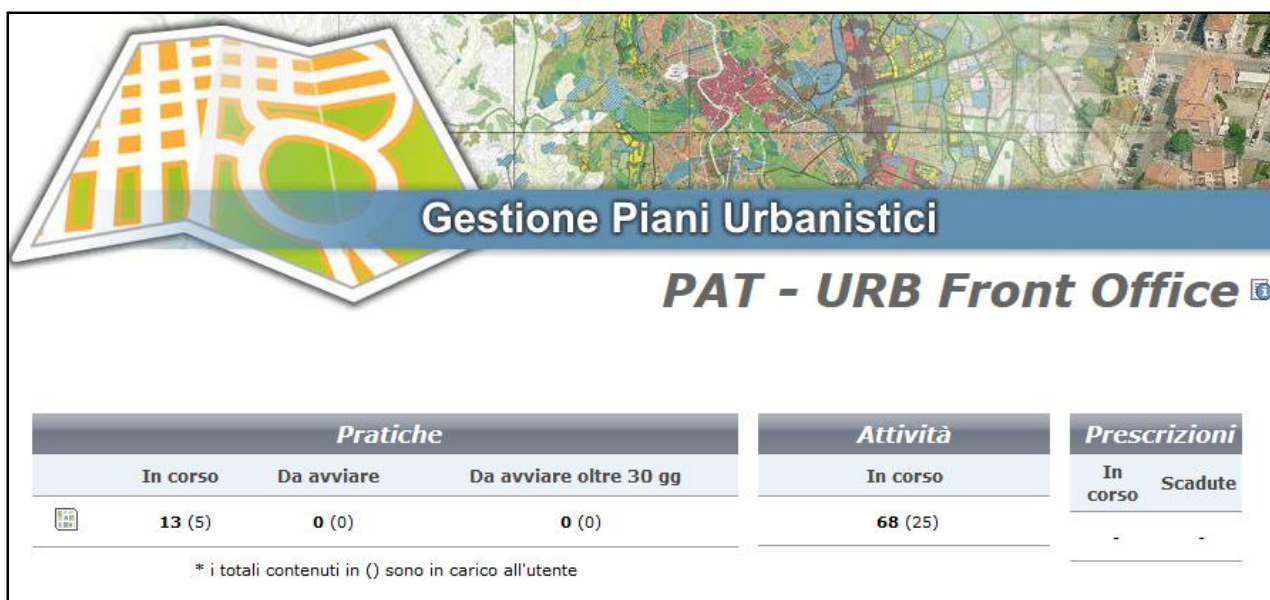 Gestione Piani Urbanistici
PAT - URB Front Office
Pratiche
In corso Da avviare Da avviare oltre 30 gg
13 (5) 0 (0) 0 (0)
* i totali contenuti in () sono in carico all'utente
Attività
In corso
68 (25)
Prescrizioni
In corso Scadute
- -